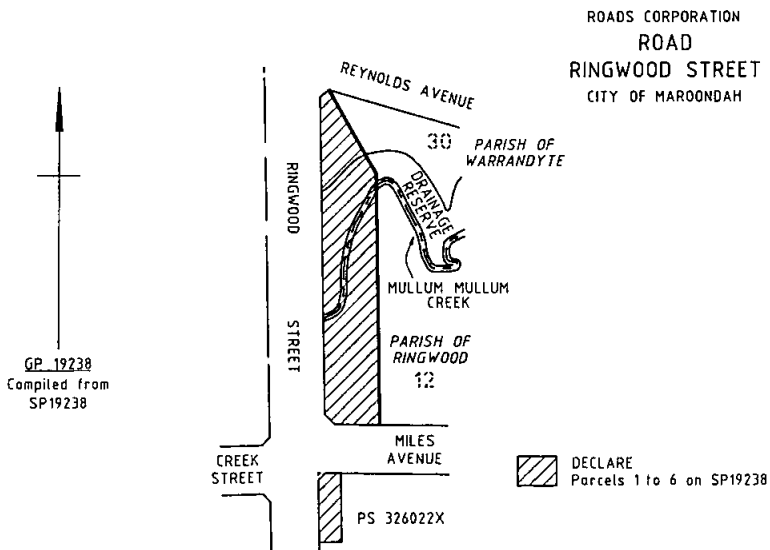 ROADS CORPORATION
ROAD
RINGWOOD STREET
CITY OF MAROONDAH
REYNOLDS AVENUE
30
PARISH OF
WARRANDYTE
RINGWOOD
STREET
DRAINAGE
RESERVE
MULLUM MULLUM
CREEK
PARISH OF
RINGWOOD
12
GP 19238
Compiled from
SP19238
CREEK
STREET
MILES
AVENUE
DECLARE
Parcels 1 to 6 on SP19238
PS 326022X